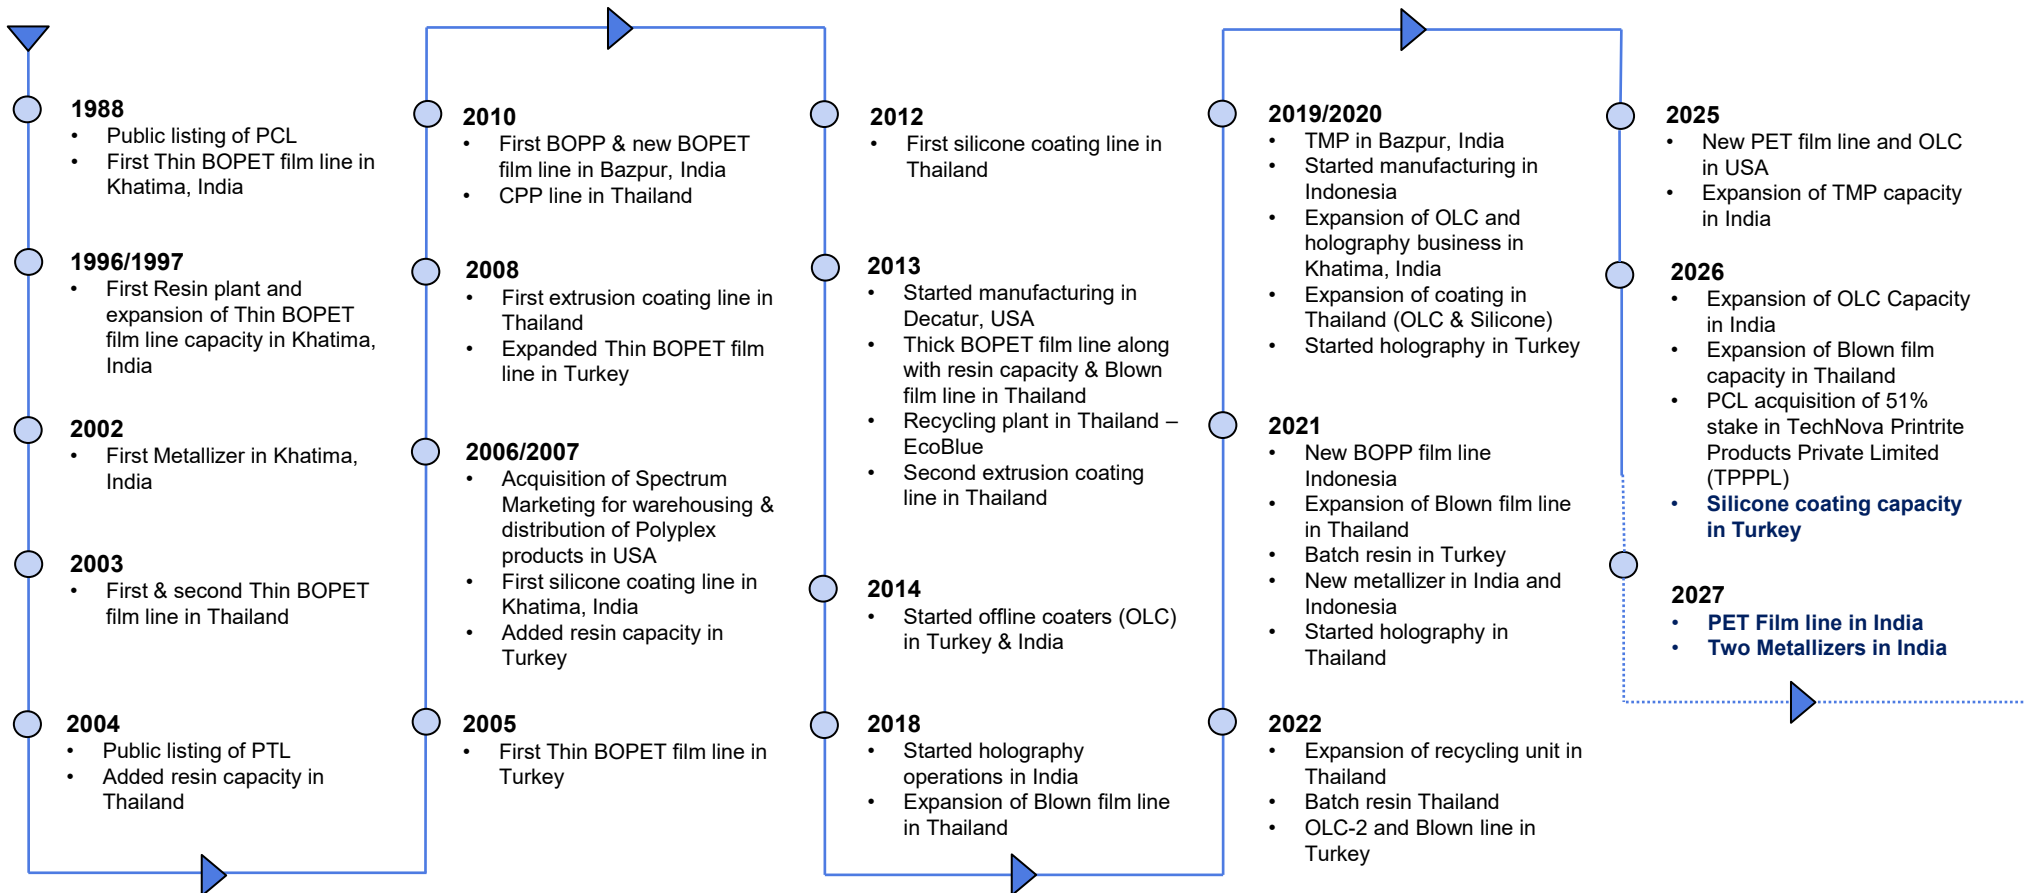 1988
• Public listing of PCL
• First Thin BOPET film line in
Khatima, India
1996/1997
• First Resin plant and
expansion of Thin BOPET
film line capacity in Khatima,
India
2002
• First Metallizer in Khatima,
India
2003
• First & second Thin BOPET
film line in Thailand
2004
• Public listing of PTL
• Added resin capacity in
Thailand
2005
• First Thin BOPET film line in
Turkey
2006/2007
• Acquisition of Spectrum
Marketing for warehousing &
distribution of Polyplex
products in USA
• First silicone coating line in
Khatima, India
• Added resin capacity in
Turkey
2008
• First extrusion coating line in
Thailand
• Expanded Thin BOPET film
line in Turkey
2010
• First BOPP & new BOPET
film line in Bazpur, India
• CPP line in Thailand
2012
• First silicone coating line in
Thailand
2013
• Started manufacturing in
Decatur, USA
• Thick BOPET film line along
with resin capacity & Blown
film line in Thailand
• Recycling plant in Thailand –
EcoBlue
• Second extrusion coating
line in Thailand
2014
• Started offline coaters (OLC)
in Turkey & India
2018
• Started holography
operations in India
• Expansion of Blown film line
in Thailand
2022
• Expansion of recycling unit in
Thailand
• Batch resin Thailand
• OLC-2 and Blown line in
Turkey
2021
• New BOPP film line
Indonesia
• Expansion of Blown film line
in Thailand
• Batch resin in Turkey
• New metallizer in India and
Indonesia
• Started holography in
Thailand
2019/2020
• TMP in Bazpur, India
• Started manufacturing in
Indonesia
• Expansion of OLC and
holography business in
Khatima, India
• Expansion of coating in
Thailand (OLC & Silicone)
• Started holography in Turkey
2025
• New PET film line and OLC
in USA
• Expansion of TMP capacity
in India
2026
• Expansion of OLC Capacity
in India
• Expansion of Blown film
capacity in Thailand
• PCL acquisition of 51%
stake in TechNova Printrite
Products Private Limited
(TPPPL)
• Silicone coating capacity
in Turkey
2027
• PET Film line in India
• Two Metallizers in India